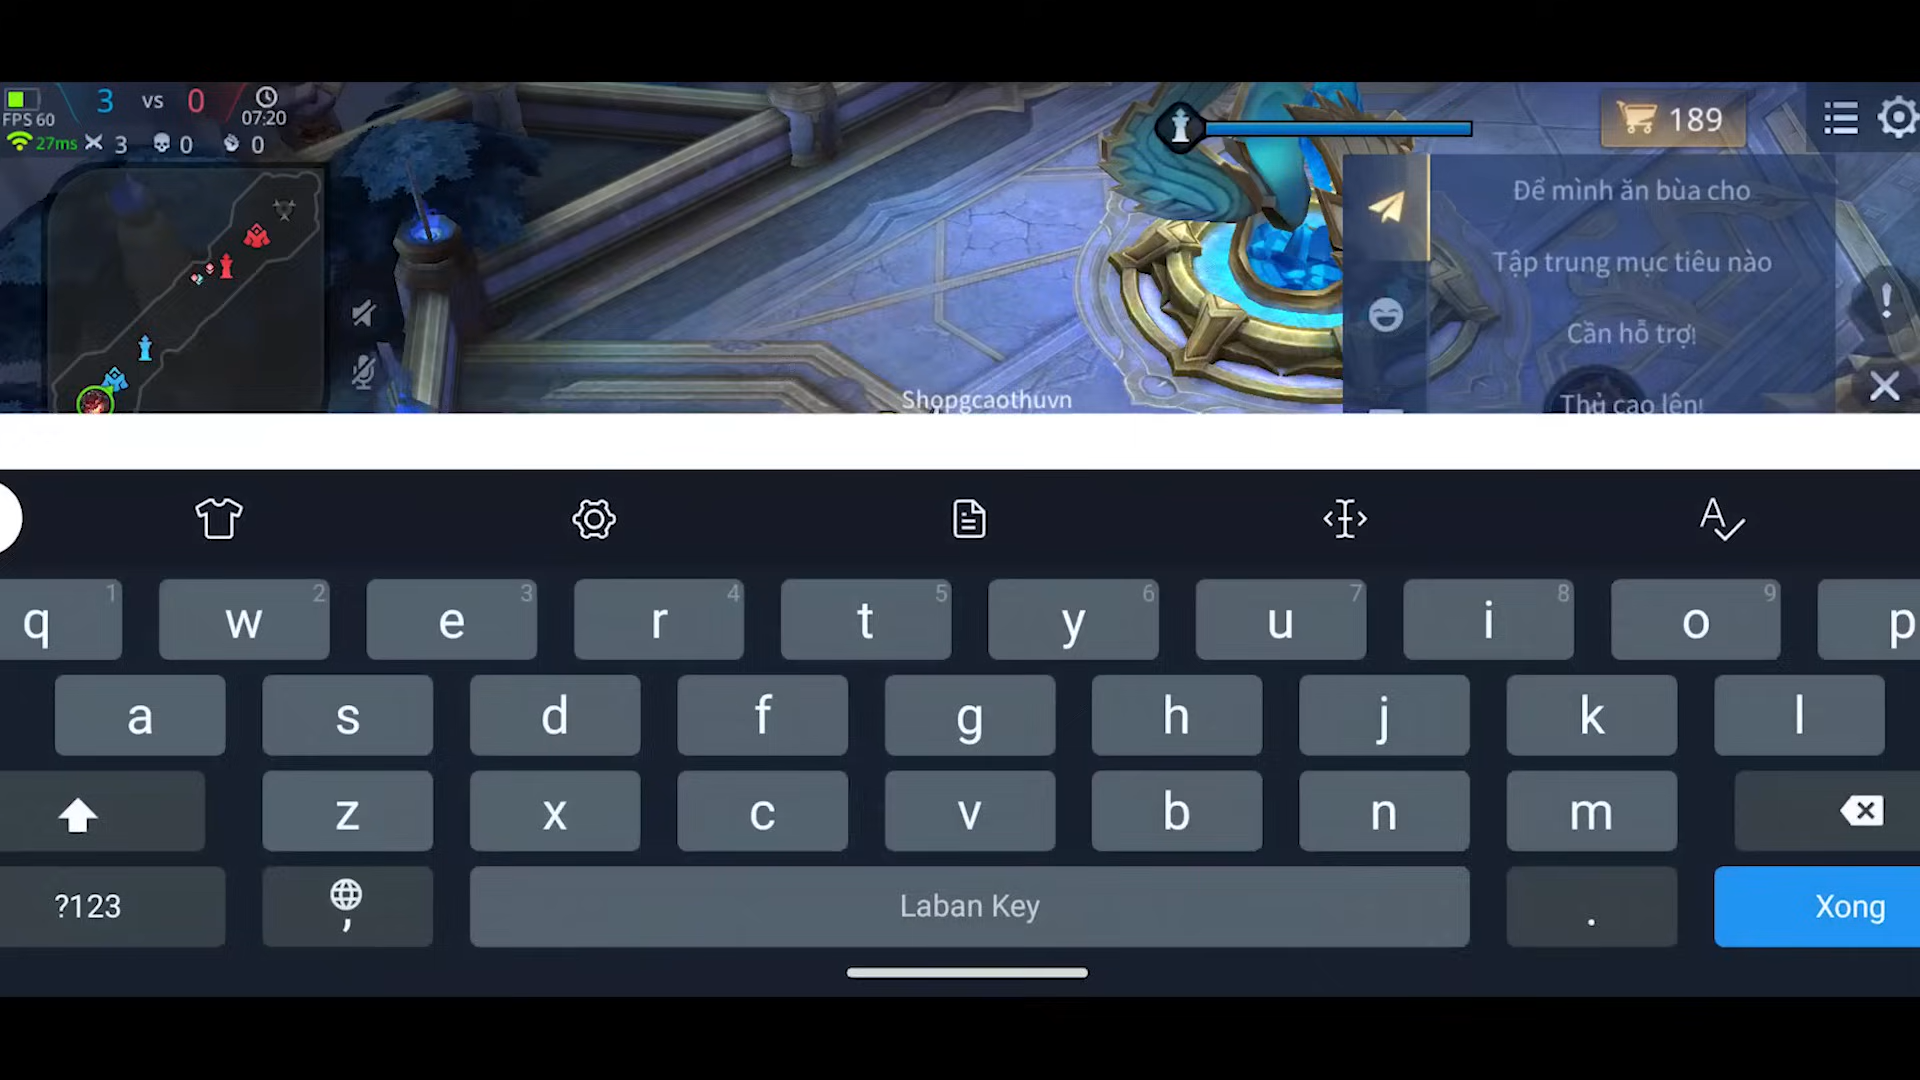 3 vs 0
FPS 60
07:20
27ms
3
0
0
189
Để mình ăn bùa cho
Tập trung mục tiêu nào
Cần hỗ trợ!
Thủ cao lên!
Shopgcaothuvn
q 1 w 2 e 3 r 4 t 5 y 6 u 7 i 8 o 9 p
a s d f g h j k l
z x c v b n m
?123 , Laban Key . Xong